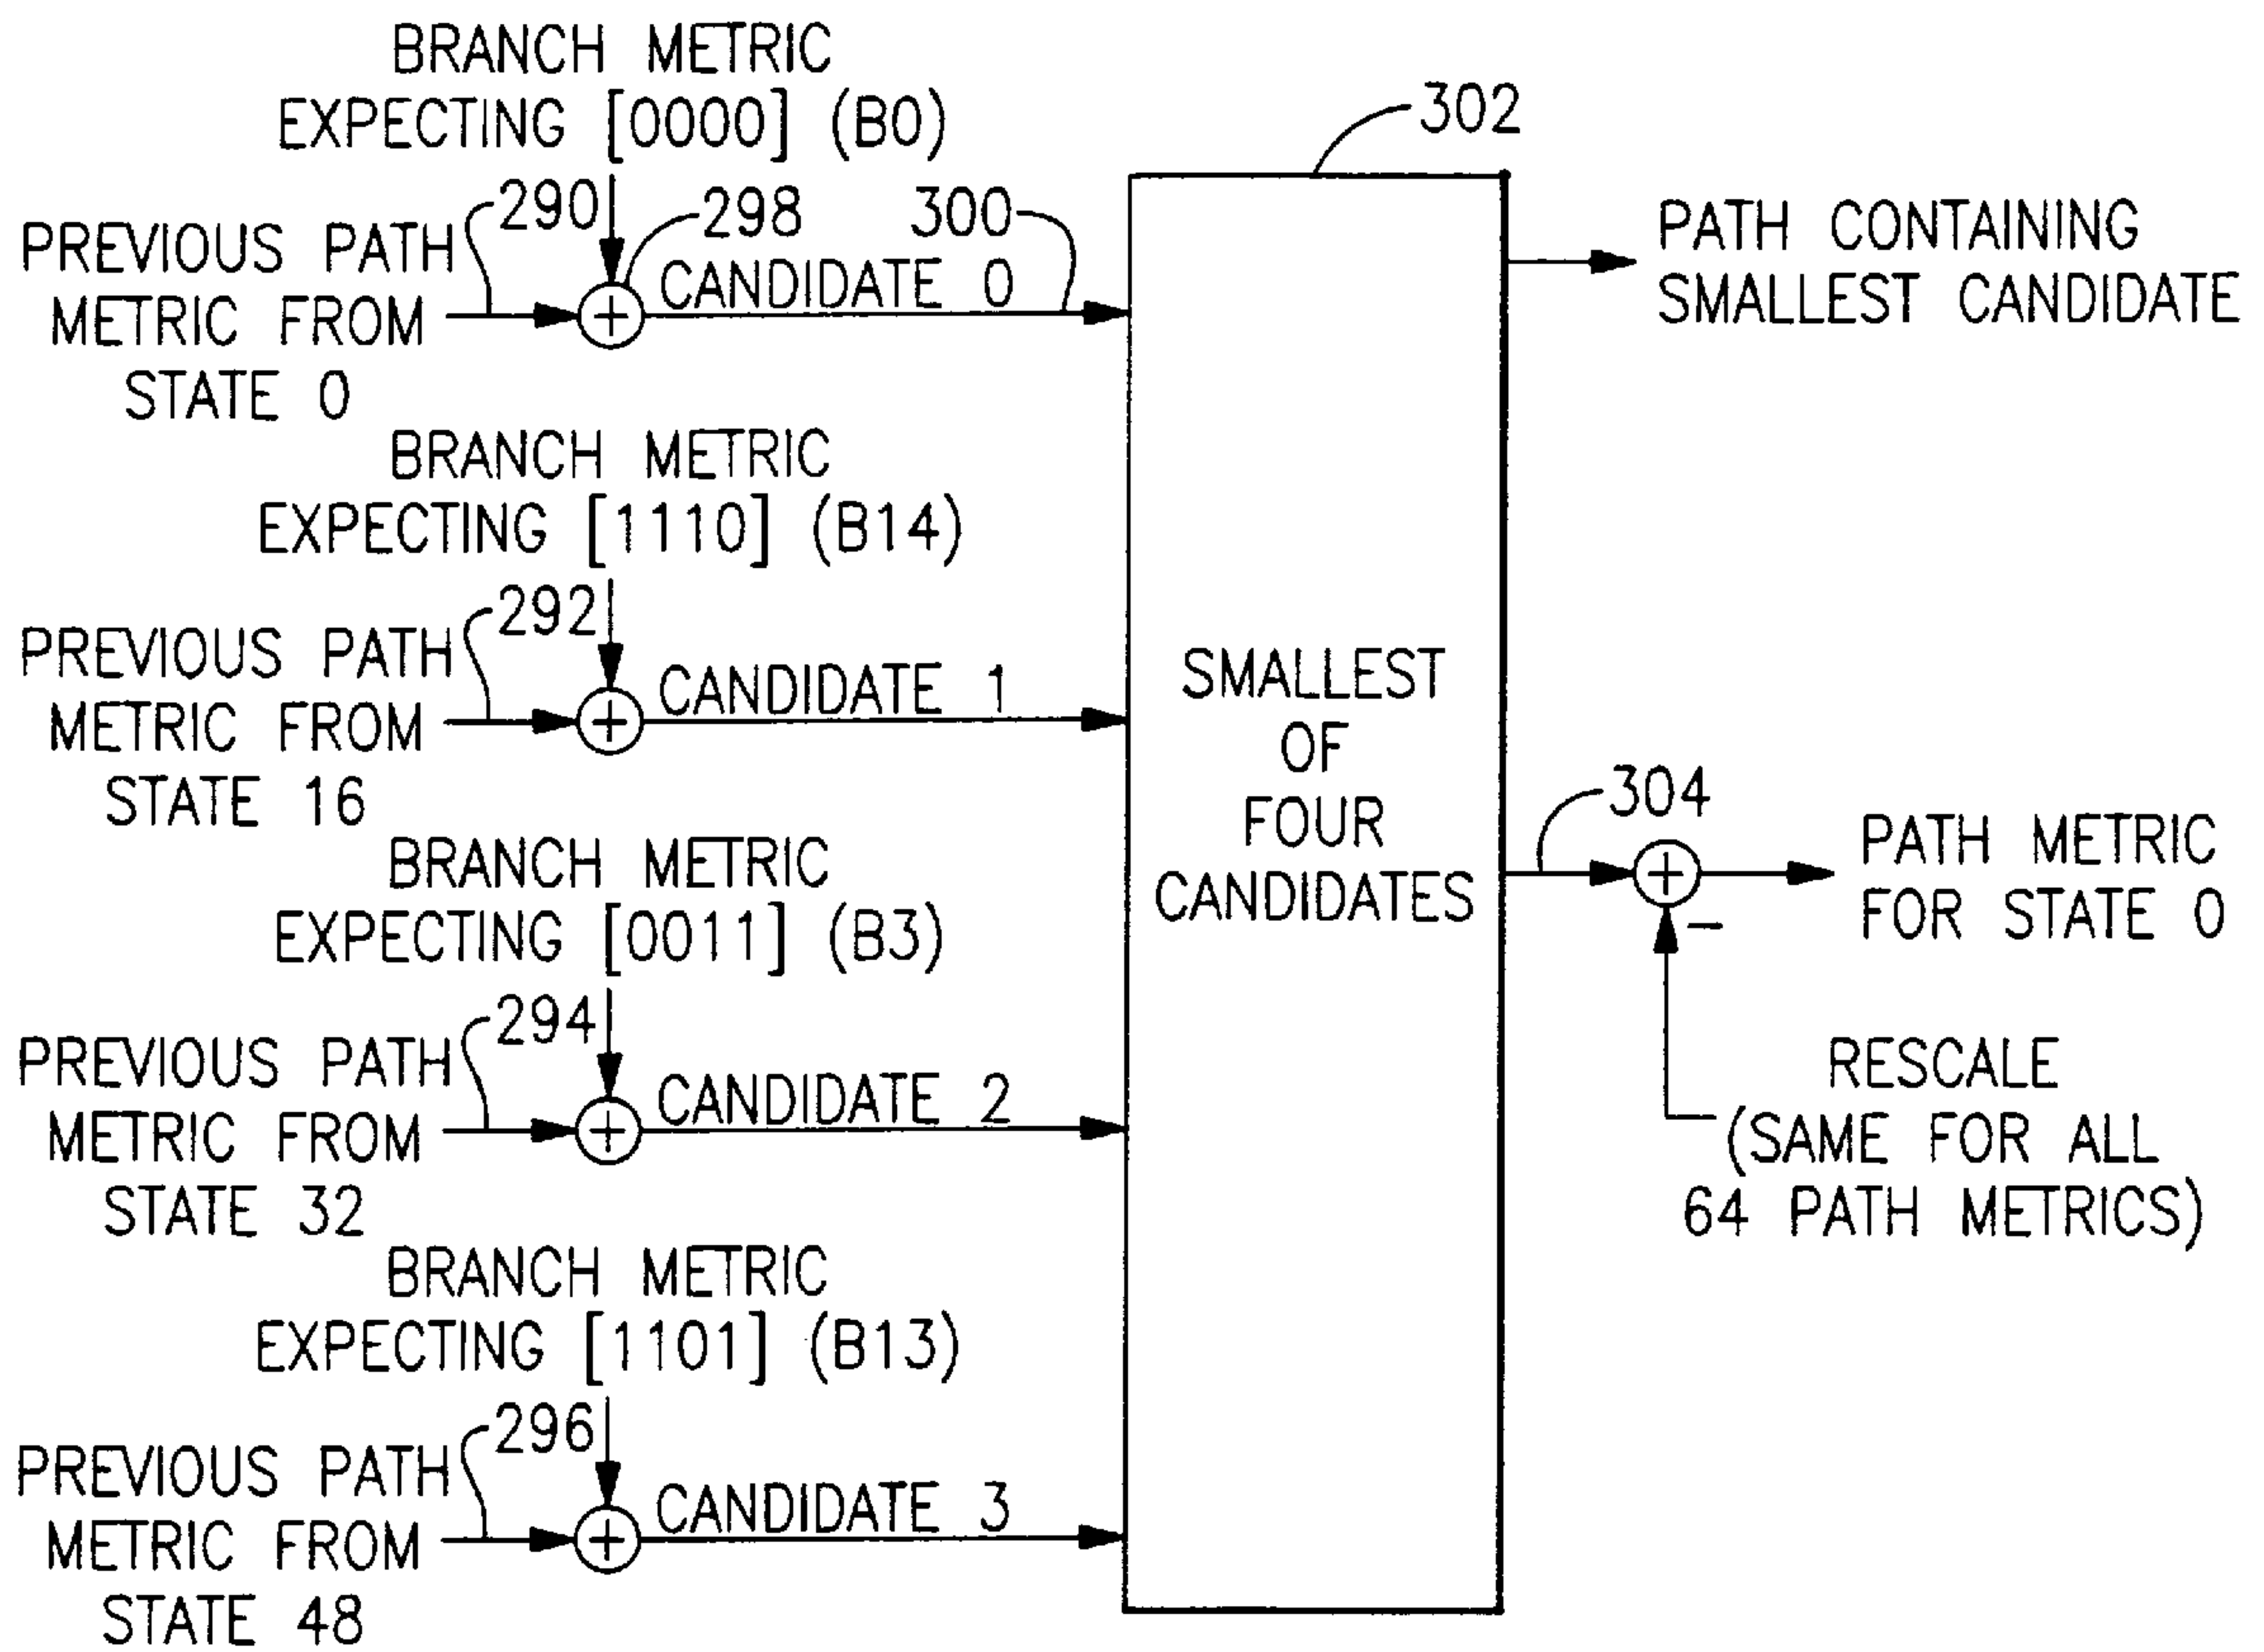 BRANCH METRIC
EXPECTING [0000] (B0)
302
290
298
300
PREVIOUS PATH
METRIC FROM
STATE 0
CANDIDATE 0
PATH CONTAINING
SMALLEST CANDIDATE
BRANCH METRIC
EXPECTING [1110] (B14)
292
PREVIOUS PATH
METRIC FROM
STATE 16
CANDIDATE 1
SMALLEST
OF
FOUR
CANDIDATES
304
PATH METRIC
FOR STATE 0
BRANCH METRIC
EXPECTING [0011] (B3)
294
PREVIOUS PATH
METRIC FROM
STATE 32
CANDIDATE 2
RESCALE
(SAME FOR ALL
64 PATH METRICS)
BRANCH METRIC
EXPECTING [1101] (B13)
296
PREVIOUS PATH
METRIC FROM
STATE 48
CANDIDATE 3